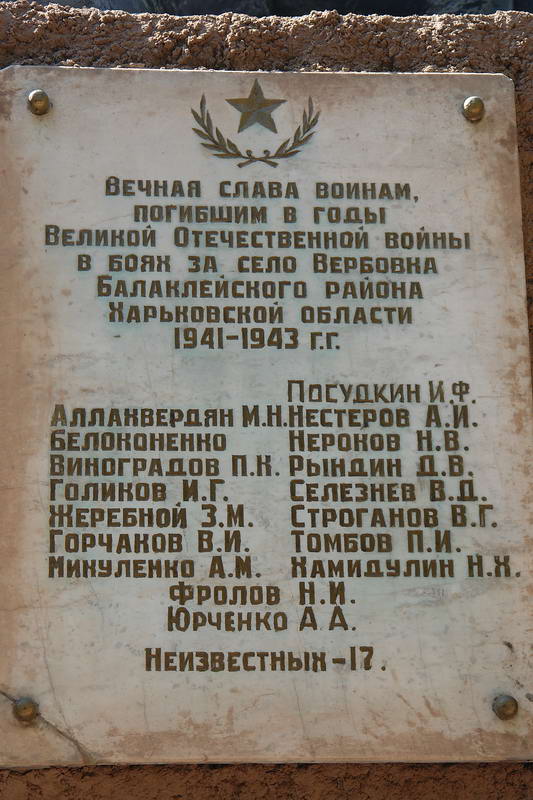 Вечная слава воинам,
погибшим в годы
Великой Отечественной войны
в боях за село Вербовка
Балаклейского района
Харьковской области
1941-1943 г.г.
Посудкин И.Ф.
Аллахвердян М.Н. Нестеров А.И.
Белоконенко Нероков Н.В.
Виноградов П.К. Рындин Д.В.
Голиков И.Г. Селезнев В.Д.
Жеребной З.М. Строганов В.Г.
Горчаков В.И. Томбов П.И.
Микуленко А.М. Хамидулин Н.Х.
Фролов Н.И.
Юрченко А А.
Неизвестных-17.